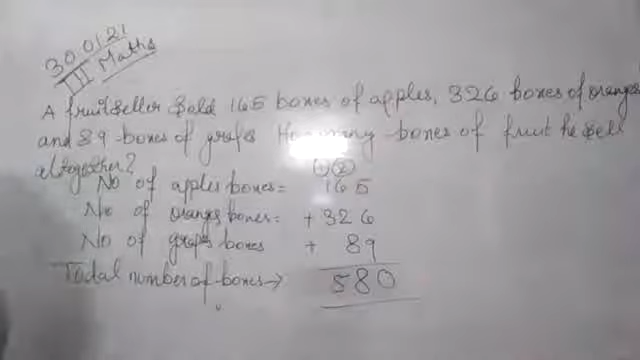 30.01.21
III Maths
A fruitseller Sold 165 boxes of apples, 326 boxes of oranges
and 89 boxes of grapes How many boxes of fruit he sell
altogether?
① ②
No of apples boxes = 165
No of oranges boxes = + 326
No of grapes boxes + 89
Total number of boxes → 580